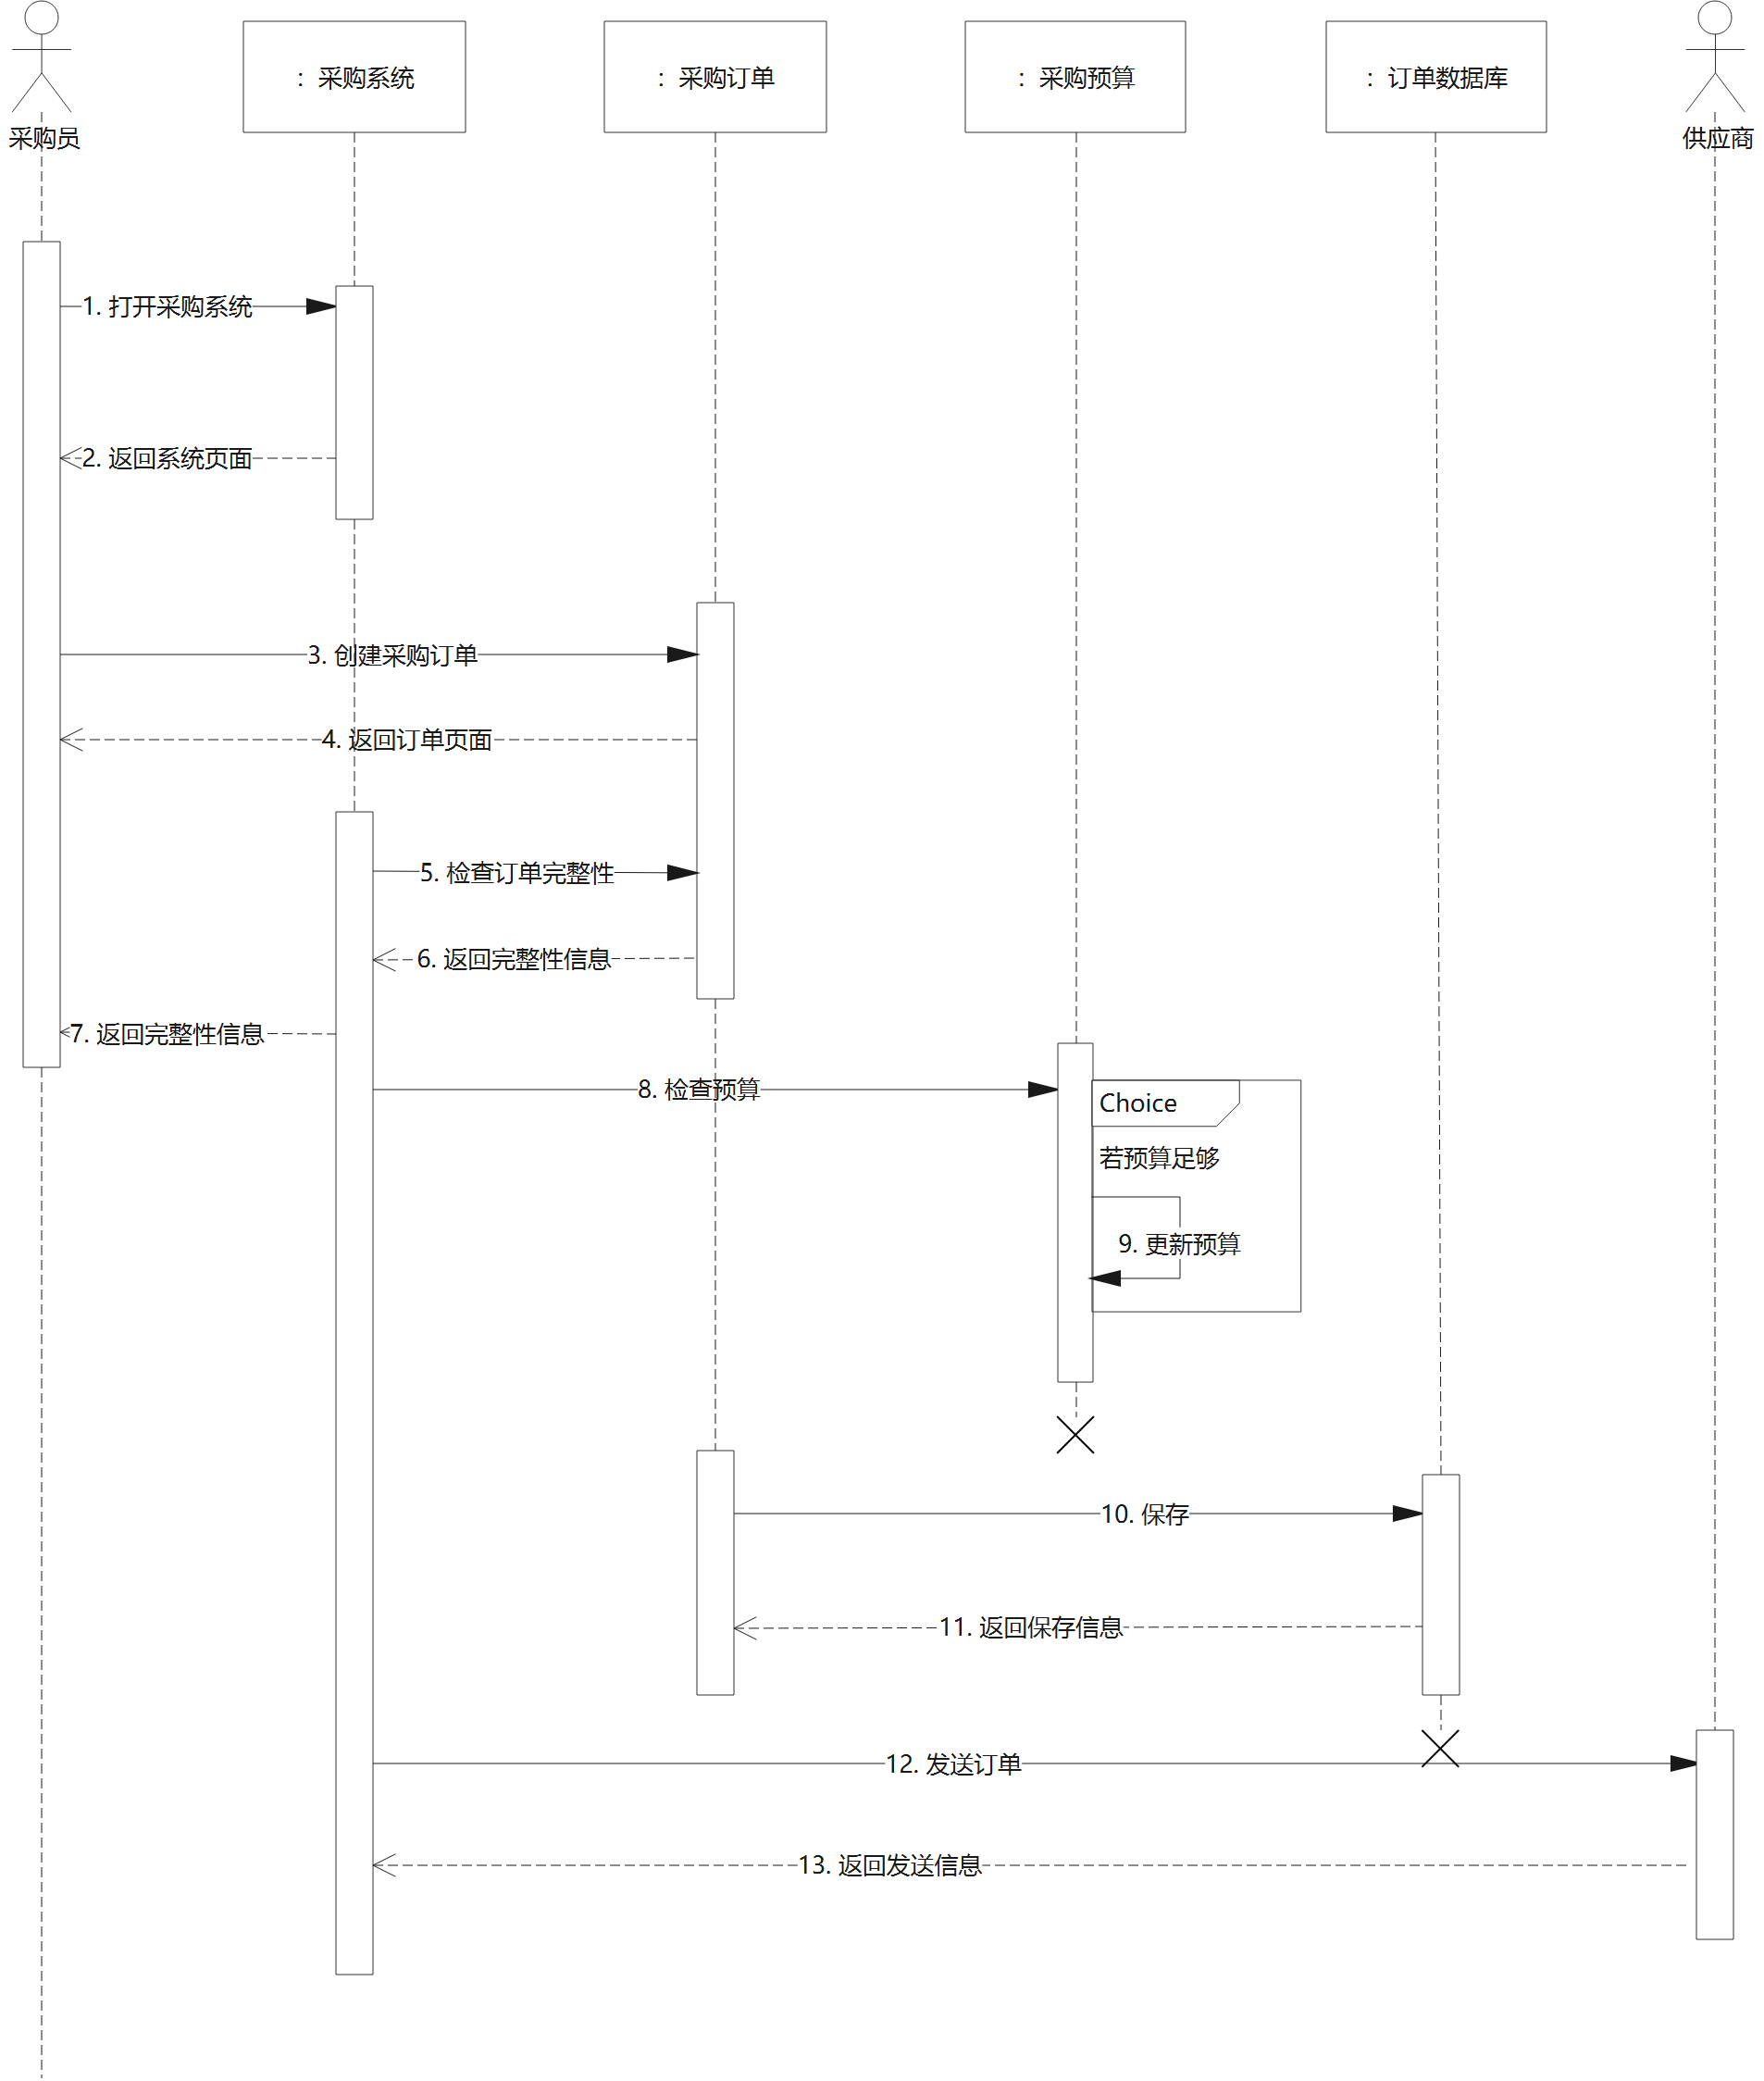 采购员
： 采购系统
： 采购订单
： 采购预算
： 订单数据库
供应商
1. 打开采购系统
2. 返回系统页面
3. 创建采购订单
4. 返回订单页面
5. 检查订单完整性
6. 返回完整性信息
7. 返回完整性信息
8. 检查预算
Choice
若预算足够
9. 更新预算
10. 保存
11. 返回保存信息
12. 发送订单
13. 返回发送信息